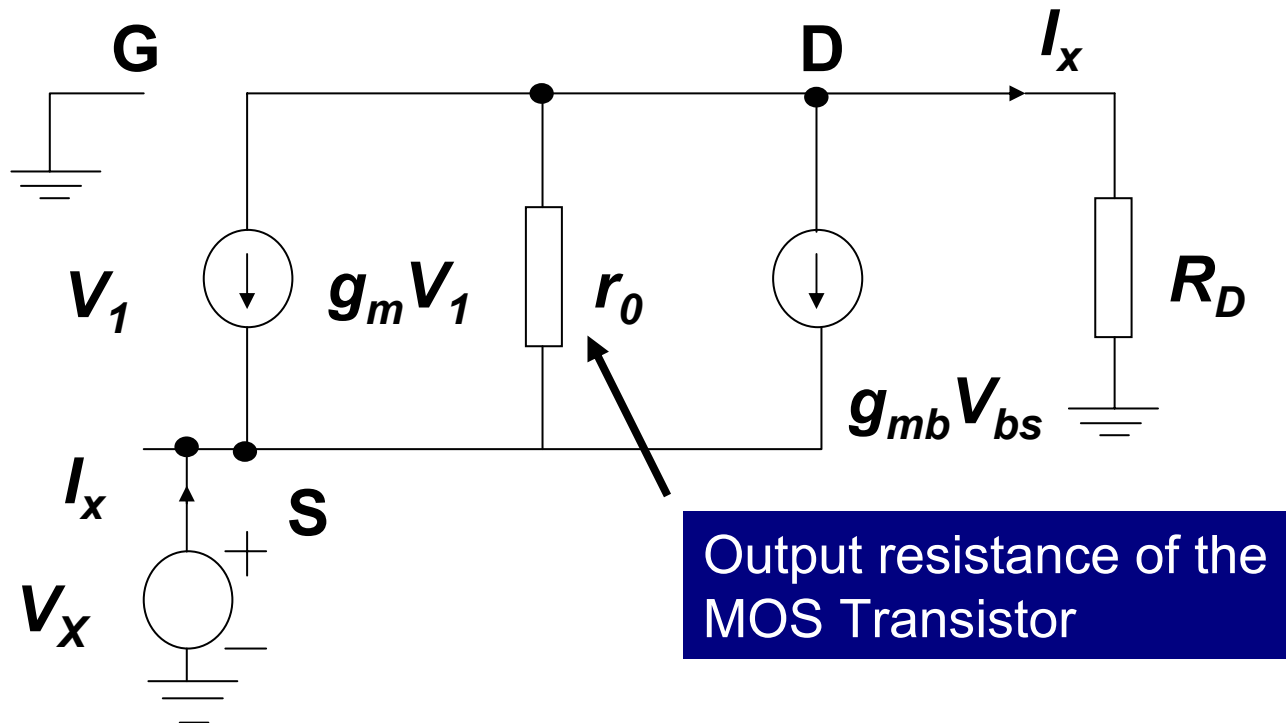 G
D
Ix
V1
gmV1
r0
RD
gmbVbs
Ix
S
+
VX
−
Output resistance of the
MOS Transistor